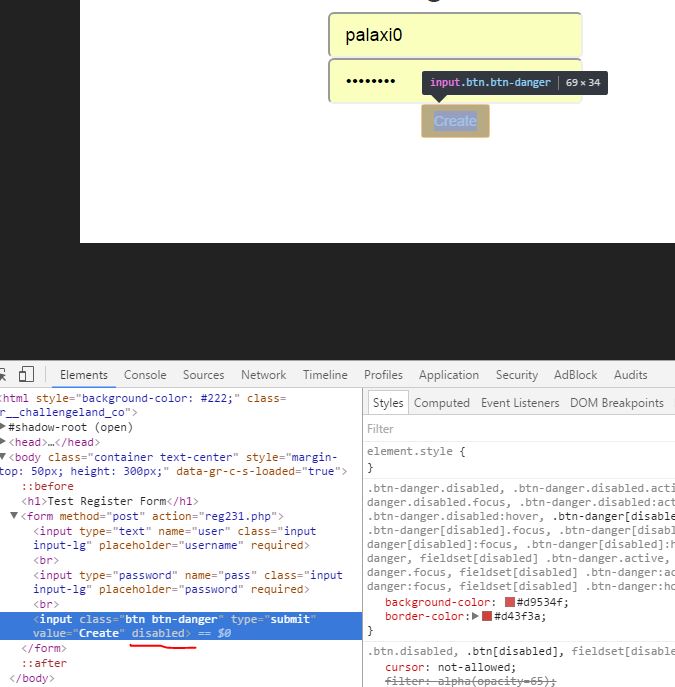 palaxi0
••••••••
input.btn.btn-danger 69 × 34
Create
Elements Console Sources Network Timeline Profiles Application Security AdBlock Audits
<html style="background-color: #222;" class=
r__challengeland_co">
#shadow-root (open)
<head>…</head>
<body class="container text-center" style="margin-
top: 50px; height: 300px;" data-gr-c-s-loaded="true">
::before
<h1>Test Register Form</h1>
<form method="post" action="reg231.php">
<input type="text" name="user" class="input
input-lg" placeholder="username" required>
<br>
<input type="password" name="pass" class="input
input-lg" placeholder="password" required>
<br>
<input class="btn btn-danger" type="submit"
value="Create" disabled> == $0
</form>
::after
</body>
Styles Computed Event Listeners DOM Breakpoints
Filter
element.style {
}
.btn-danger.disabled, .btn-danger.disabled.acti
danger.disabled.focus, .btn-danger.disabled:act
.btn-danger.disabled:hover, .btn-danger[disable
.btn-danger[disabled].focus, .btn-danger[disabl
danger[disabled]:focus, .btn-danger[disabled]:h
danger, fieldset[disabled] .btn-danger.active,
danger.focus, fieldset[disabled] .btn-danger:ac
danger:focus, fieldset[disabled] .btn-danger:ho
background-color: #d9534f;
border-color: #d43f3a;
}
.btn.disabled, .btn[disabled], fieldset[disable
cursor: not-allowed;
filter: alpha(opacity=65);